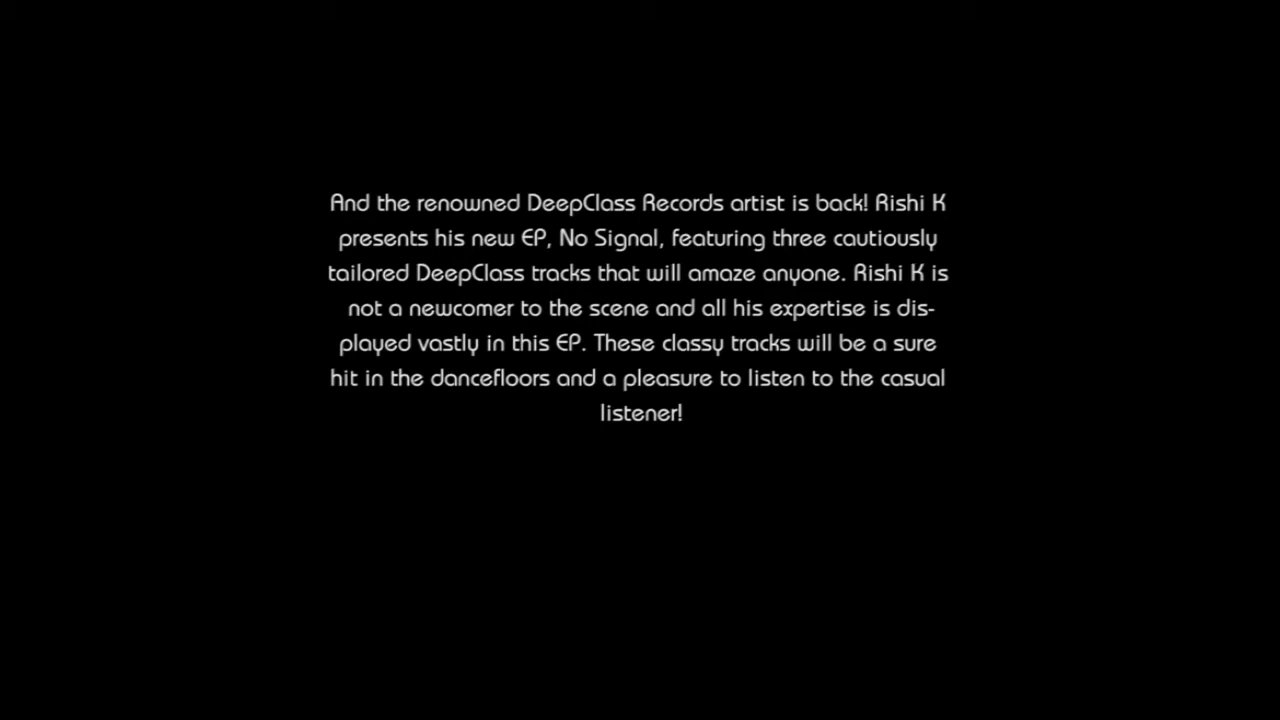 And the renowned DeepClass Records artist is back! Rishi K
presents his new EP, No Signal, featuring three cautiously
tailored DeepClass tracks that will amaze anyone. Rishi K is
not a newcomer to the scene and all his expertise is dis-
played vastly in this EP. These classy tracks will be a sure
hit in the dancefloors and a pleasure to listen to the casual
listener!